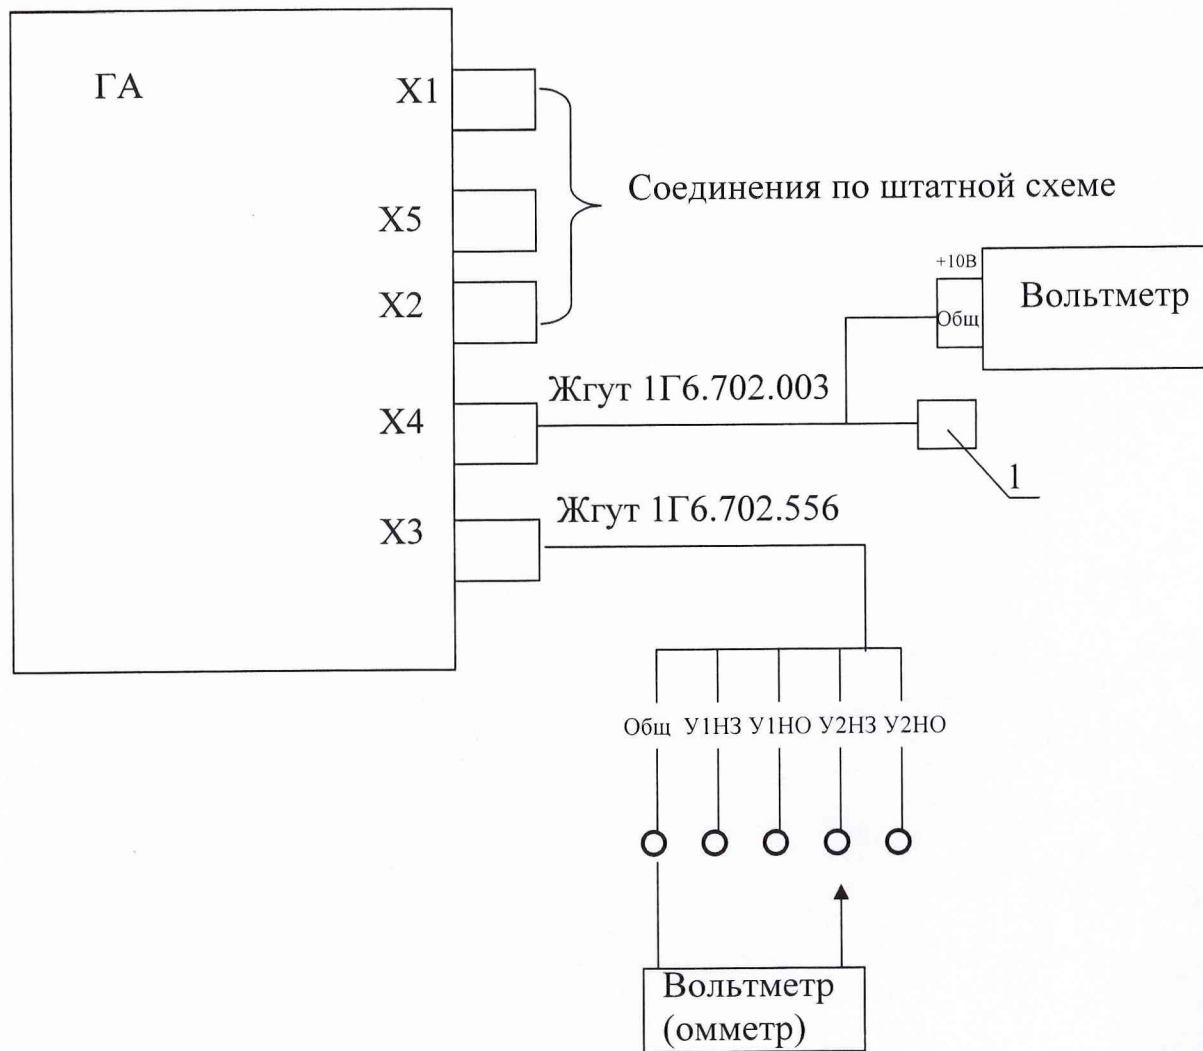 ГА
X1
Соединения по штатной схеме
X5
X2
+10В
Общ
Вольтметр
Жгут 1Г6.702.003
X4
1
Жгут 1Г6.702.556
X3
Общ У1НЗ У1НО У2НЗ У2НО
Вольтметр
(омметр)